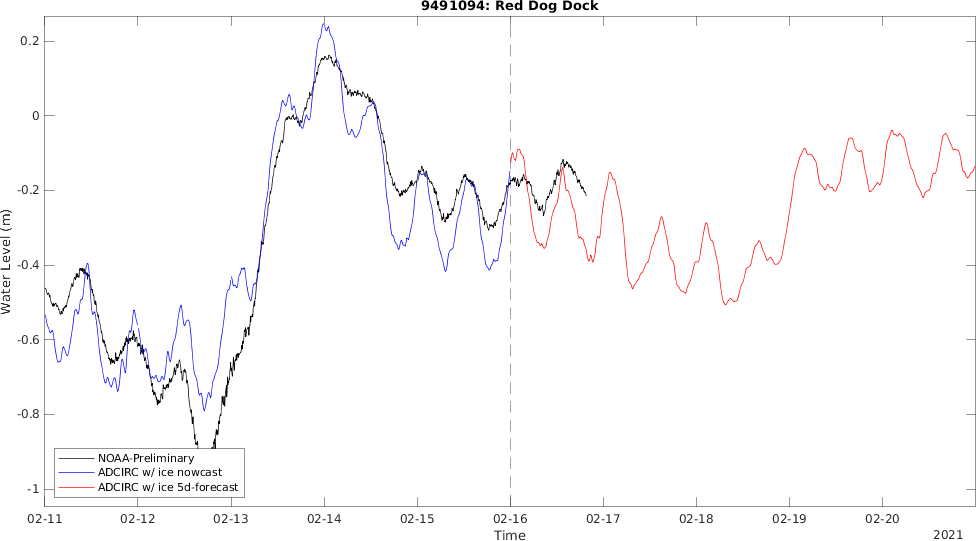 9491094: Red Dog Dock
Water Level (m)
0.2
0
-0.2
-0.4
-0.6
-0.8
-1
NOAA-Preliminary
ADCIRC w/ ice nowcast
ADCIRC w/ ice 5d-forecast
02-11 02-12 02-13 02-14 02-15 02-16 02-17 02-18 02-19 02-20
Time
2021